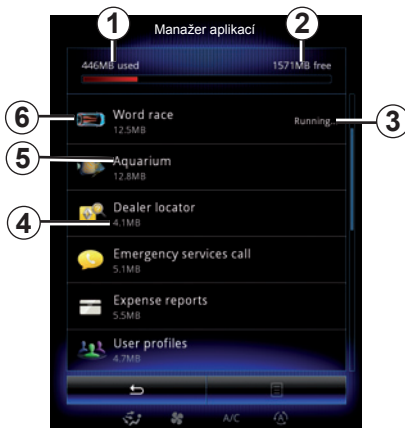 1 2
Manažer aplikací
446MB used 1571MB free
6 Word race Running... 3
12.5MB
5 Aquarium
12.8MB
Dealer locator
4 4.1MB
Emergency services call
5.1MB
Expense reports
5.5MB
User profiles
4.7MB
A/C (A)